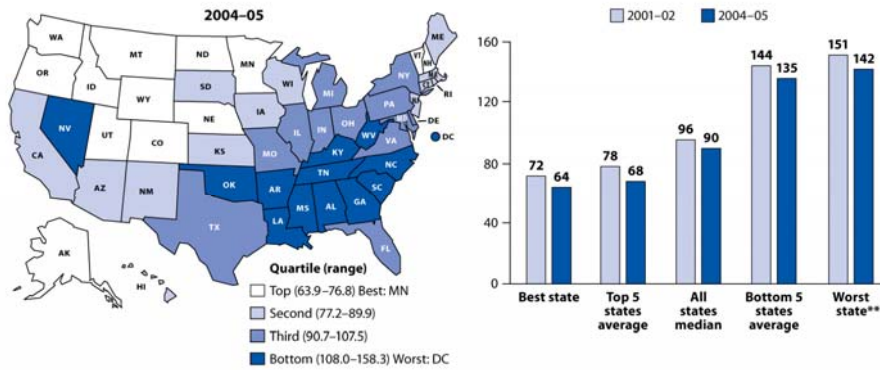 2004–05
WA
OR
ID
MT
WY
ND
MN
SD
NE
NV
UT
CO
CA
AZ
NM
KS
OK
TX
IA
WI
MO
AR
LA
IL
IN
MI
OH
KY
TN
MS
AL
GA
FL
SC
NC
VA
WV
PA
NY
VT
NH
ME
RI
DE
DC
AK
HI
Quartile (range)
Top (63.9–76.8) Best: MN
Second (77.2–89.9)
Third (90.7–107.5)
Bottom (108.0–158.3) Worst: DC
2001–02
2004–05
160
120
80
40
0
72
64
78
68
96
90
144
135
151
142
Best state
Top 5
states
average
All
states
median
Bottom 5
states
average
Worst
state**